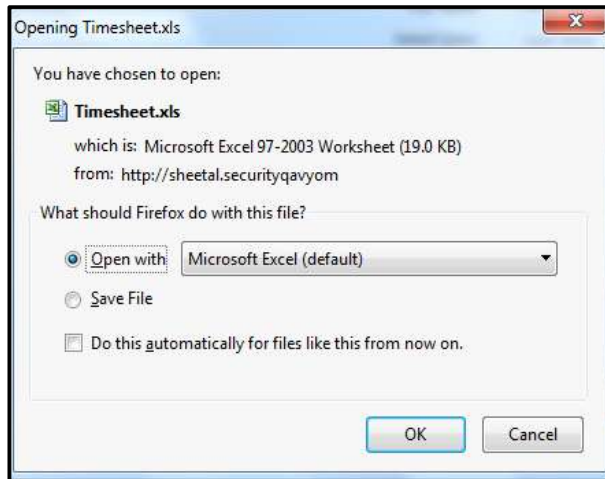 Opening Timesheet.xls
You have chosen to open:
Timesheet.xls
which is: Microsoft Excel 97-2003 Worksheet (19.0 KB)
from: http://sheetal.securityqavyom
What should Firefox do with this file?
Open with Microsoft Excel (default)
Save File
Do this automatically for files like this from now on.
OK Cancel